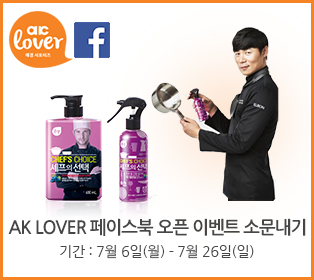 ak
lover
애경 서포터즈
f
CHEF'S CHOICE
셰프의 선택
CHEF'S CHOICE
셰프의 선택
AK LOVER 페이스북 오픈 이벤트 소문내기
기간 : 7월 6일(월) - 7월 26일(일)